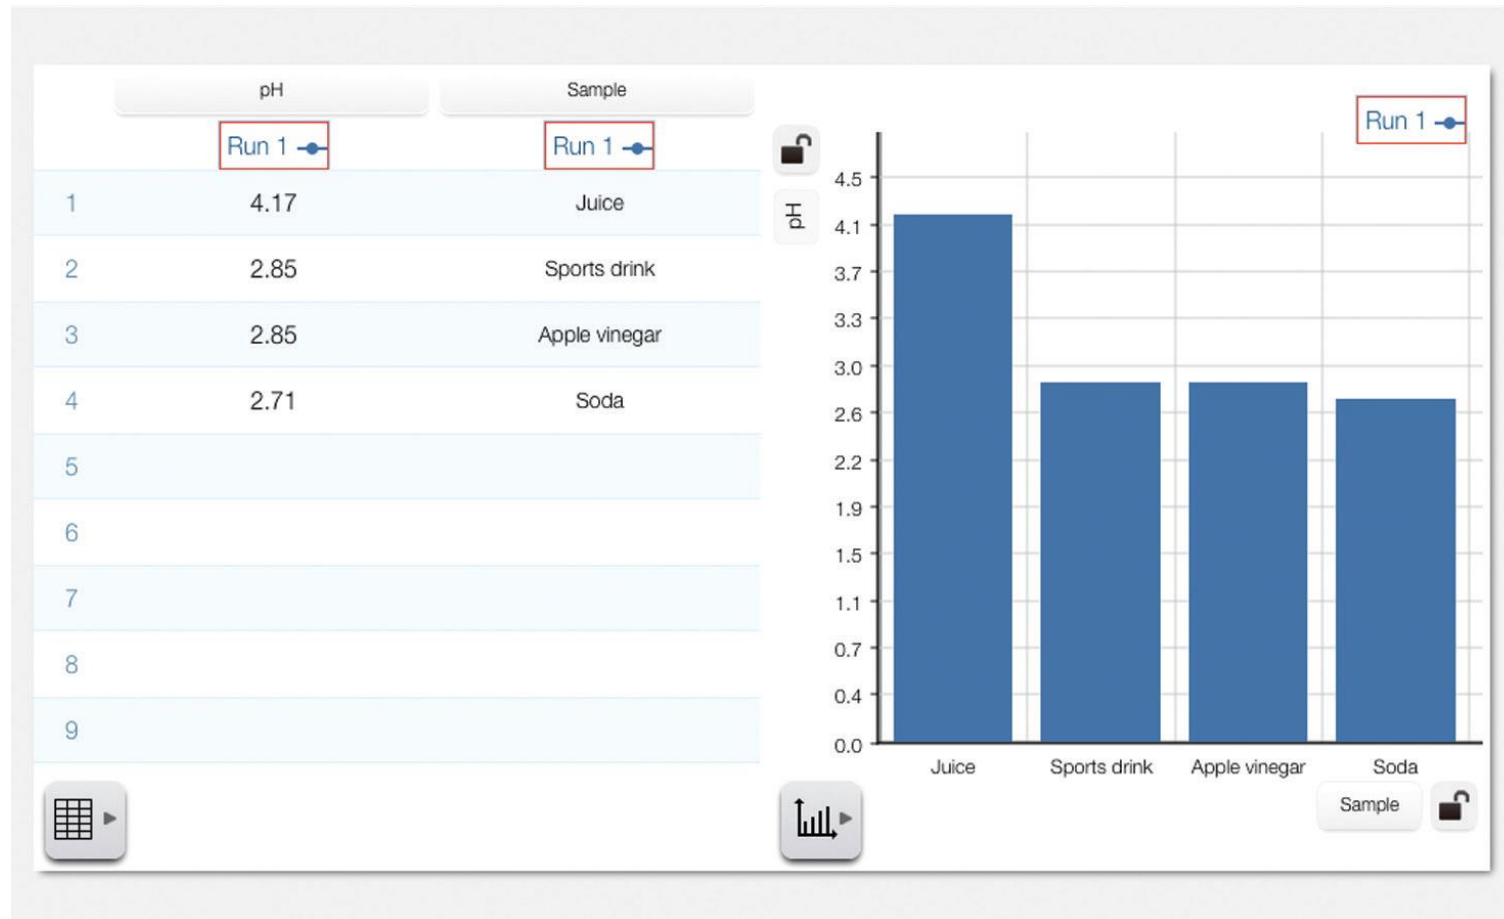 pH Sample
Run 1 Run 1
1 4.17 Juice
2 2.85 Sports drink
3 2.85 Apple vinegar
4 2.71 Soda
5
6
7
8
9
Run 1
pH
4.5
4.1
3.7
3.3
3.0
2.6
2.2
1.9
1.5
1.1
0.7
0.4
0.0
Juice Sports drink Apple vinegar Soda
Sample